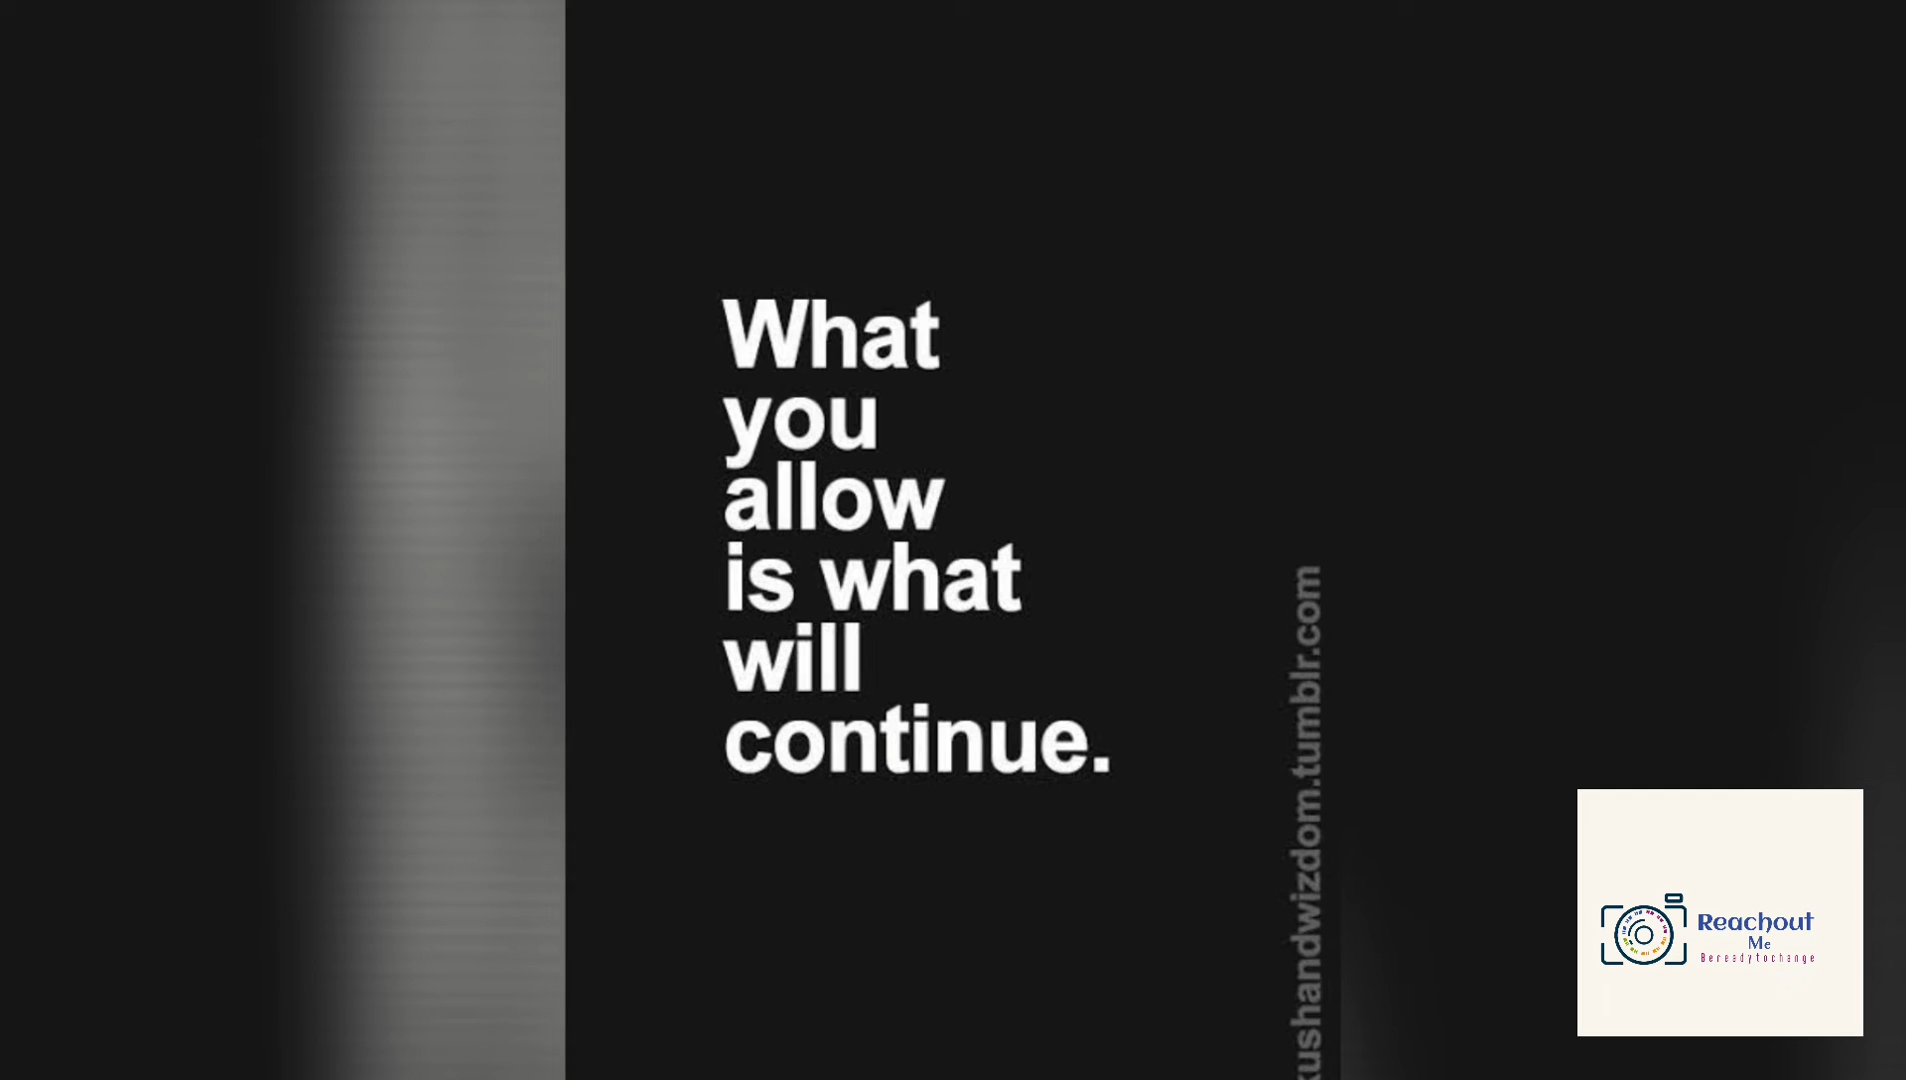 What
you
allow
is what
will
continue.
kushandwizdom.tumblr.com
Reachout
Me
Bereadytochange